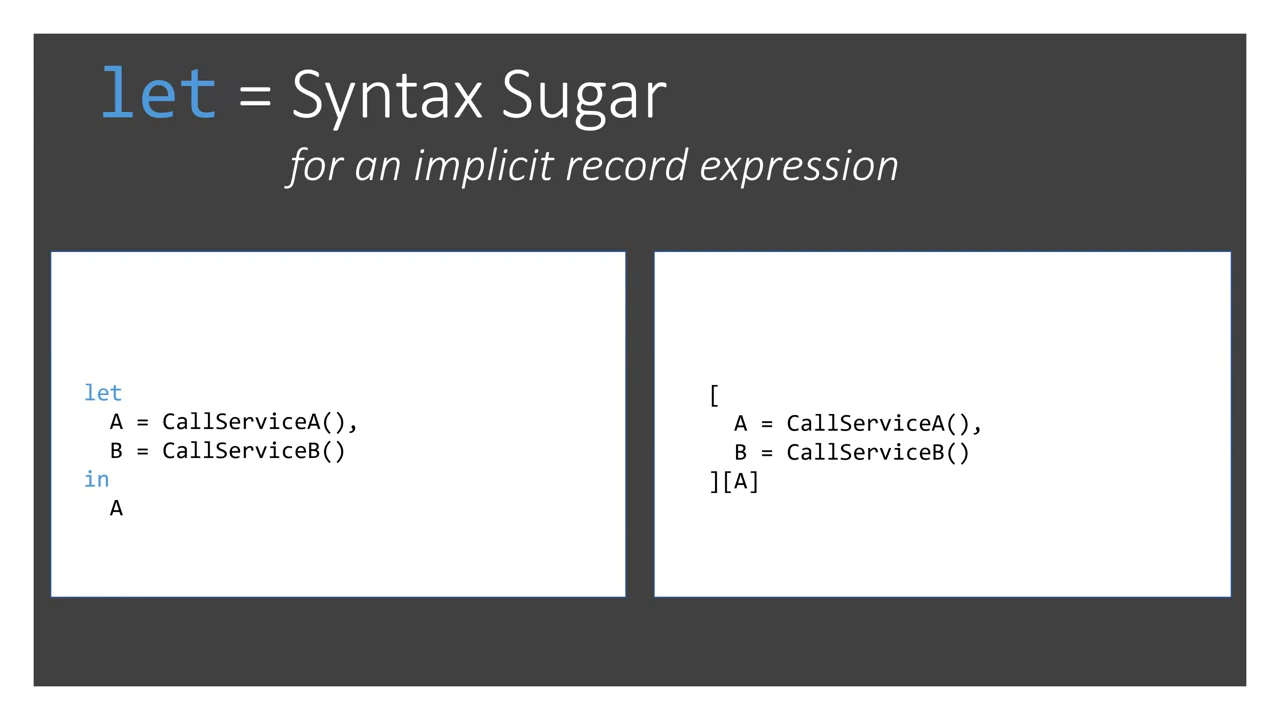 let = Syntax Sugar
for an implicit record expression
let
  A = CallServiceA(),
  B = CallServiceB()
in
  A
[
  A = CallServiceA(),
  B = CallServiceB()
][A]